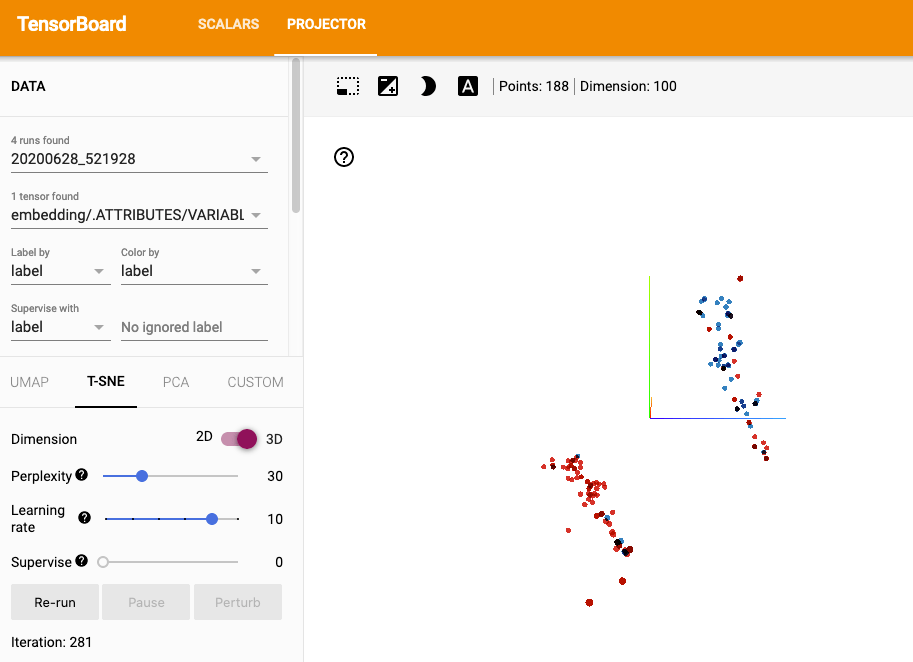 TensorBoard SCALARS PROJECTOR
DATA
A Points: 188 Dimension: 100
4 runs found
20200628_521928
?
1 tensor found
embedding/.ATTRIBUTES/VARIABL
Label by Color by
label label
Supervise with
label No ignored label
UMAP T-SNE PCA CUSTOM
Dimension 2D 3D
Perplexity ? 30
Learning
rate ? 10
Supervise ? 0
Re-run Pause Perturb
Iteration: 281